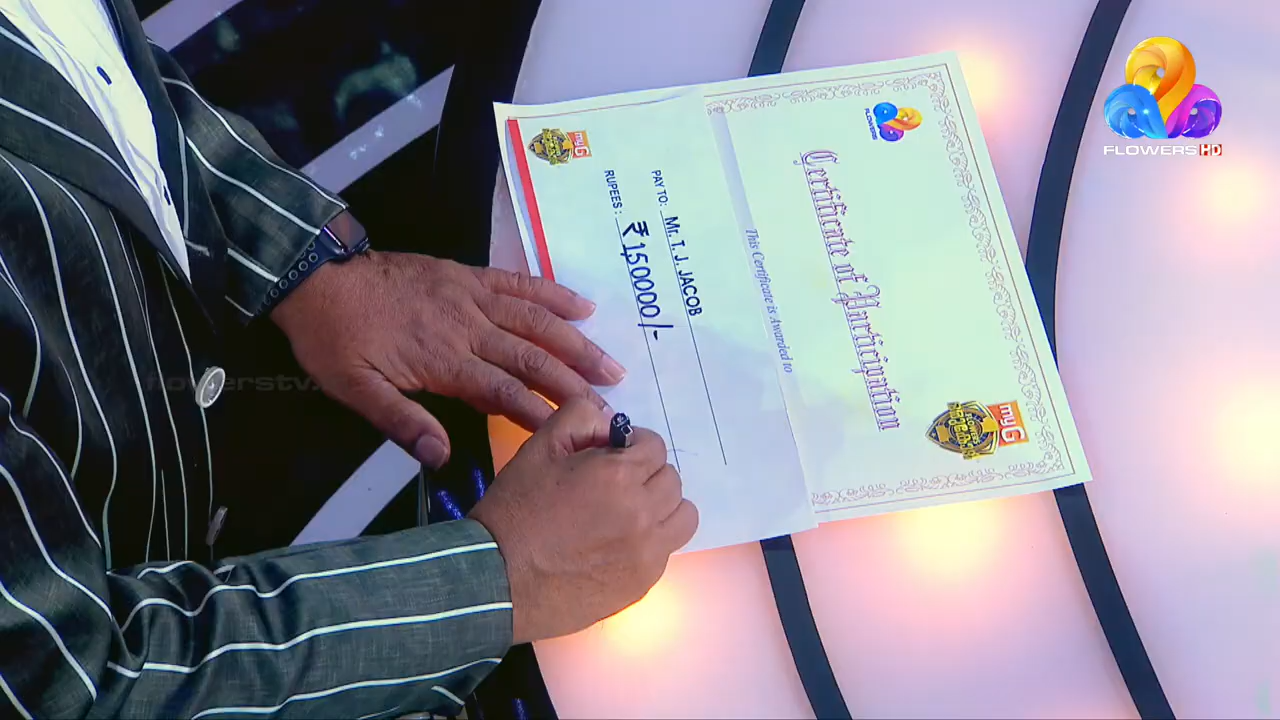 FLOWERS HD
myG
PAY TO: Mr. T. J. JACOB
RUPEES: ₹ 150000/-
Certificate of Participation
This Certificate is Awarded to
myG